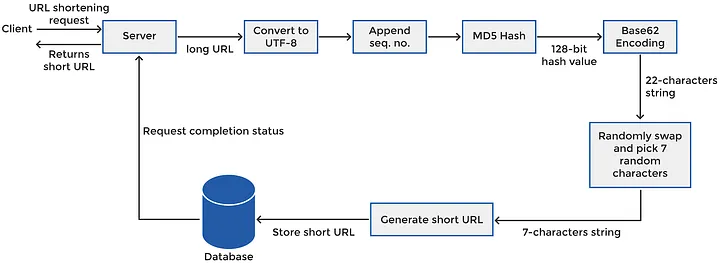 URL shortening
request
Client
Returns
short URL
Server
long URL
Convert to
UTF-8
Append
seq. no.
MD5 Hash
128-bit
hash value
Base62
Encoding
22-characters
string
Randomly swap
and pick 7
random
characters
7-characters string
Generate short URL
Store short URL
Database
Request completion status